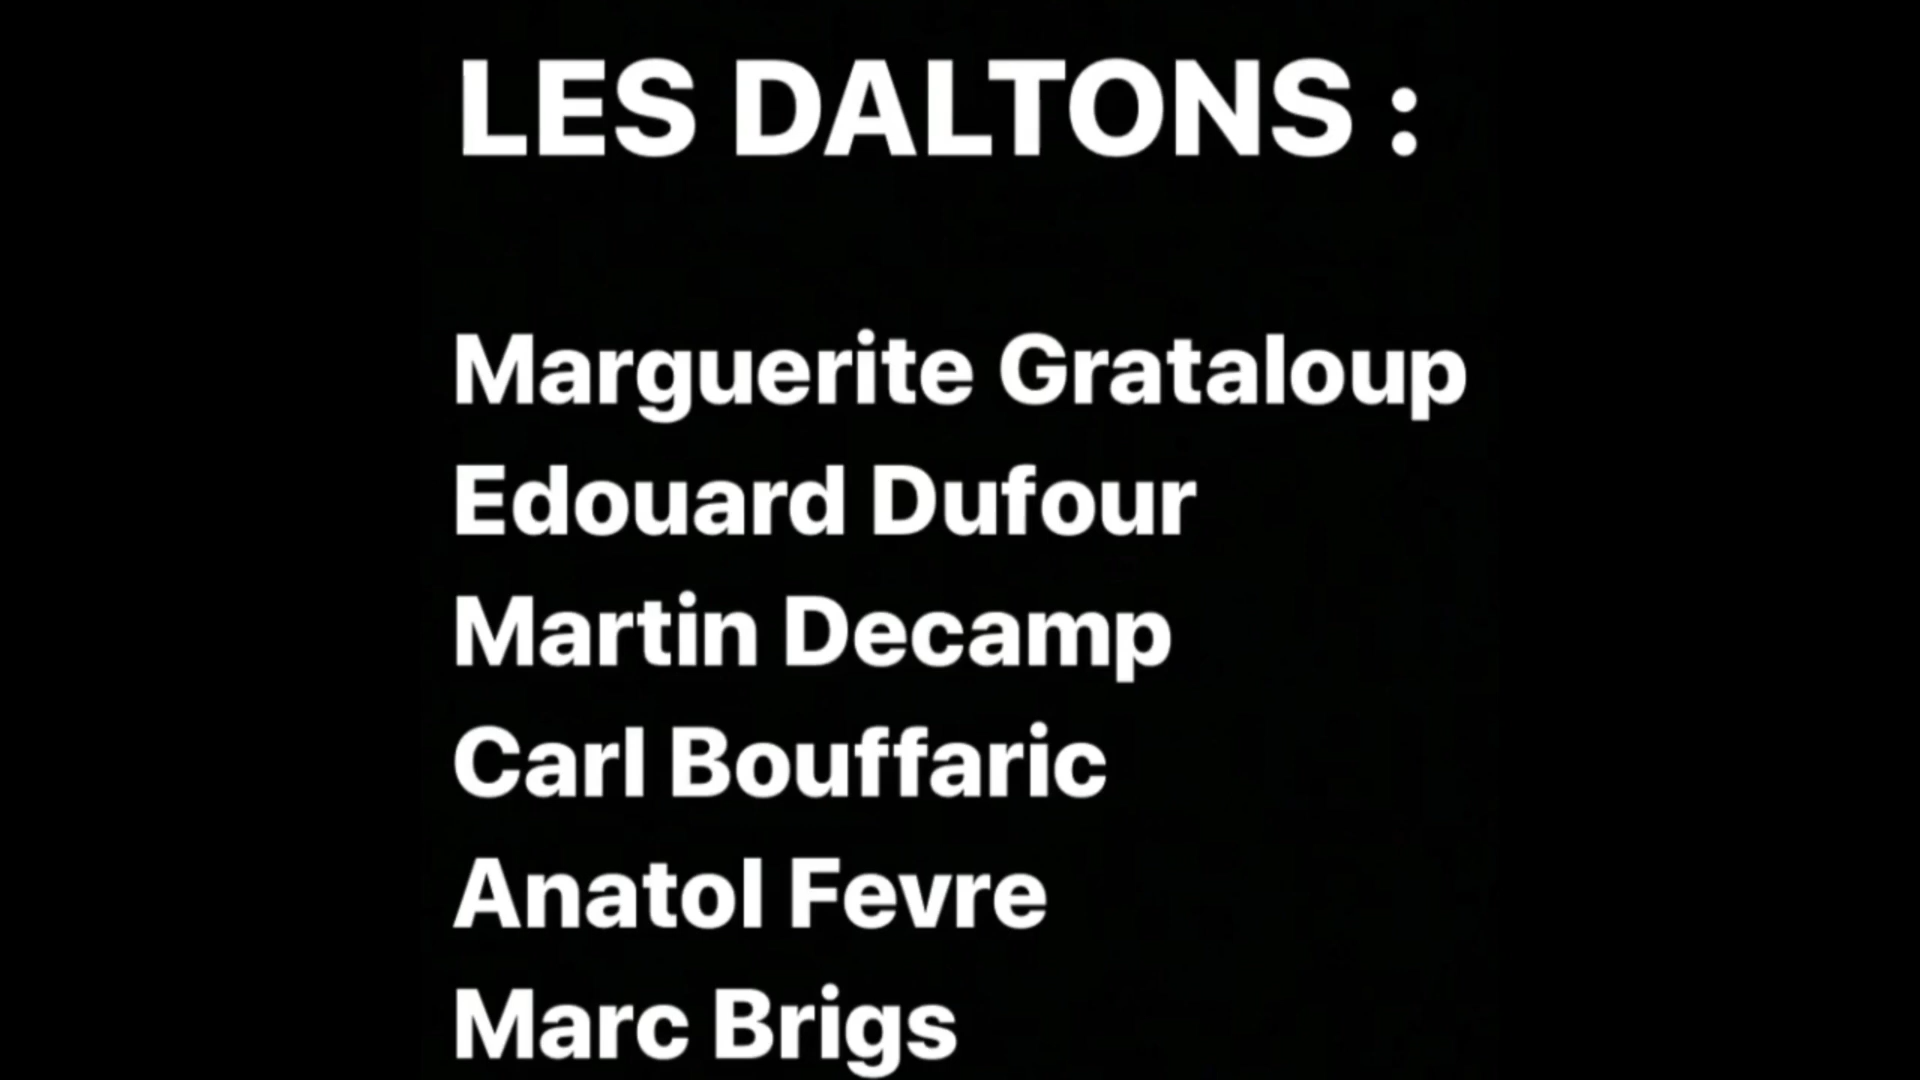 LES DALTONS :
Marguerite Grataloup
Edouard Dufour
Martin Decamp
Carl Bouffaric
Anatol Fevre
Marc Brigs